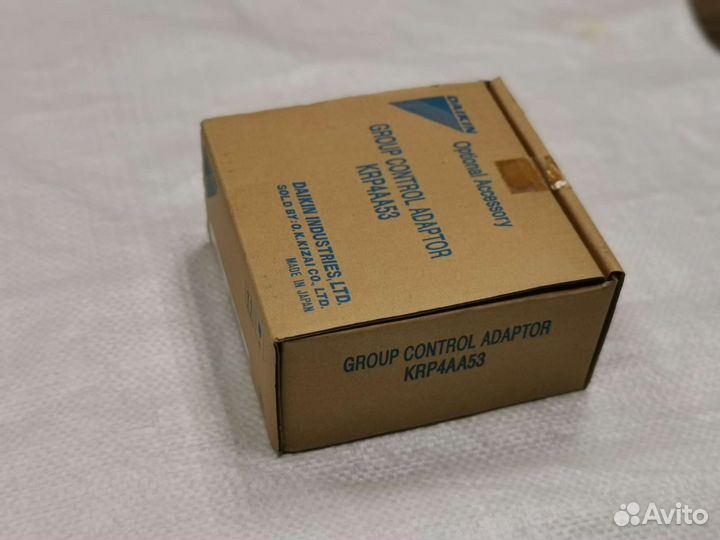 DAIKIN
Optional Accessory
GROUP CONTROL ADAPTOR
KRP4AA53
DAIKIN INDUSTRIES, LTD.
SOLD BY: O.K.KIZAI CO., LTD.
MADE IN JAPAN
GROUP CONTROL ADAPTOR
KRP4AA53
Avito